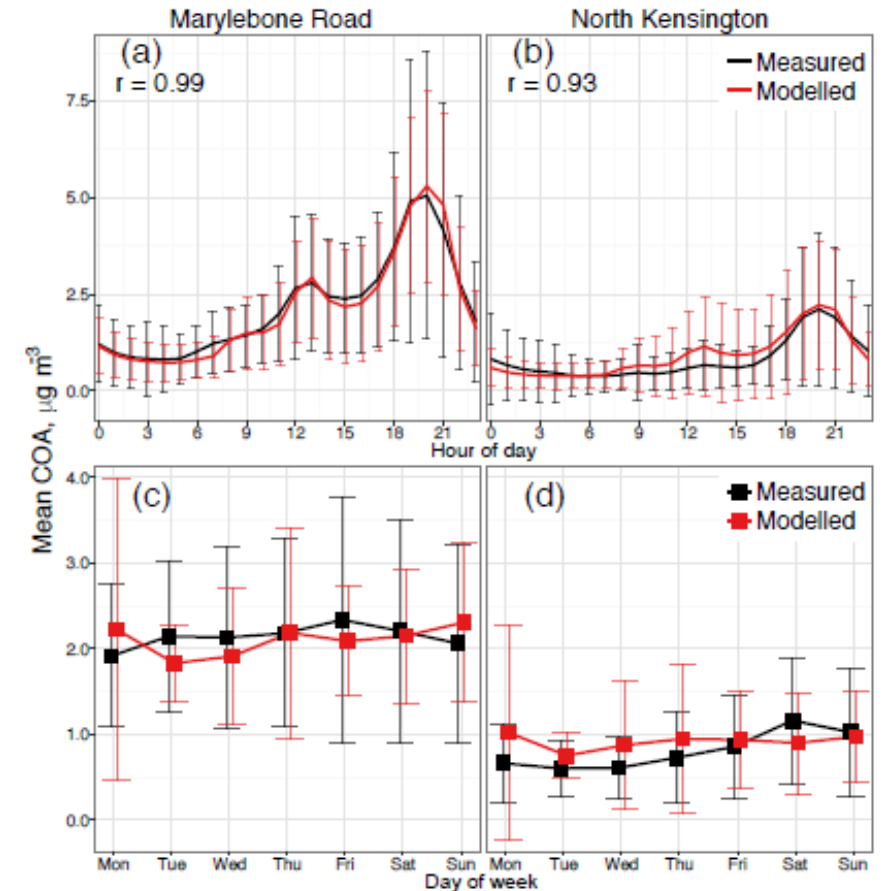 Marylebone Road
North Kensington
(a)
r = 0.99
(b)
r = 0.93
Measured
Modelled
7.5
5.0
2.5
0.0
0 3 6 9 12 15 18 21
0 3 6 9 12 15 18 21
Hour of day
Mean COA, μg m⁻³
(c)
(d)
Measured
Modelled
4.0
3.0
2.0
1.0
0.0
Mon Tue Wed Thu Fri Sat Sun
Mon Tue Wed Thu Fri Sat Sun
Day of week